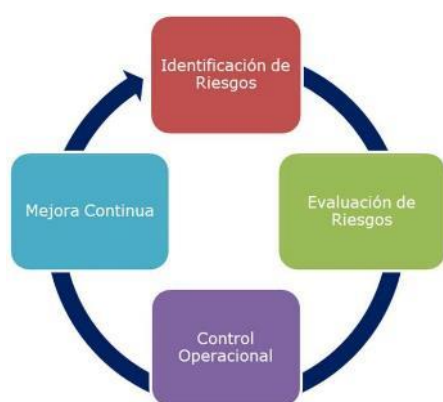 Identificación de
Riesgos
Evaluación de
Riesgos
Control
Operacional
Mejora Continua